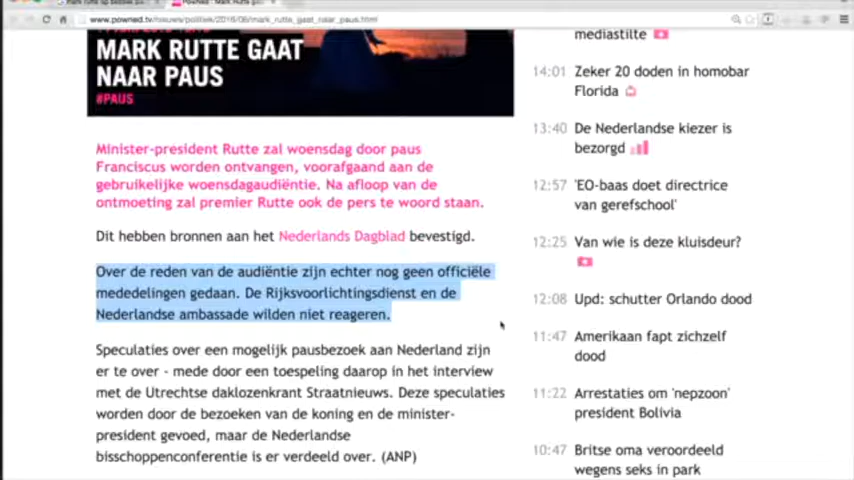 www.powned.tv/nieuws/politiek/2016/06/mark_rutte_gaat_naar_paus.html
MARK RUTTE GAAT
NAAR PAUS
#PAUS
Minister-president Rutte zal woensdag door paus
Franciscus worden ontvangen, voorafgaand aan de
gebruikelijke woensdagaudiëntie. Na afloop van de
ontmoeting zal premier Rutte ook de pers te woord staan.
Dit hebben bronnen aan het Nederlands Dagblad bevestigd.
Over de reden van de audiëntie zijn echter nog geen officiële
mededelingen gedaan. De Rijksvoorlichtingsdienst en de
Nederlandse ambassade wilden niet reageren.
Speculaties over een mogelijk pausbezoek aan Nederland zijn
er te over - mede door een toespeling daarop in het interview
met de Utrechtse daklozenkrant Straatnieuws. Deze speculaties
worden door de bezoeken van de koning en de minister-
president gevoed, maar de Nederlandse
bisschoppenconferentie is er verdeeld over. (ANP)
mediastilte
14:01 Zeker 20 doden in homobar
Florida
13:40 De Nederlandse kiezer is
bezorgd
12:57 'EO-baas doet directrice
van gerefschool'
12:25 Van wie is deze kluisdeur?
12:08 Upd: schutter Orlando dood
11:47 Amerikaan fapt zichzelf
dood
11:22 Arrestaties om 'nepzoon'
president Bolivia
10:47 Britse oma veroordeeld
wegens seks in park